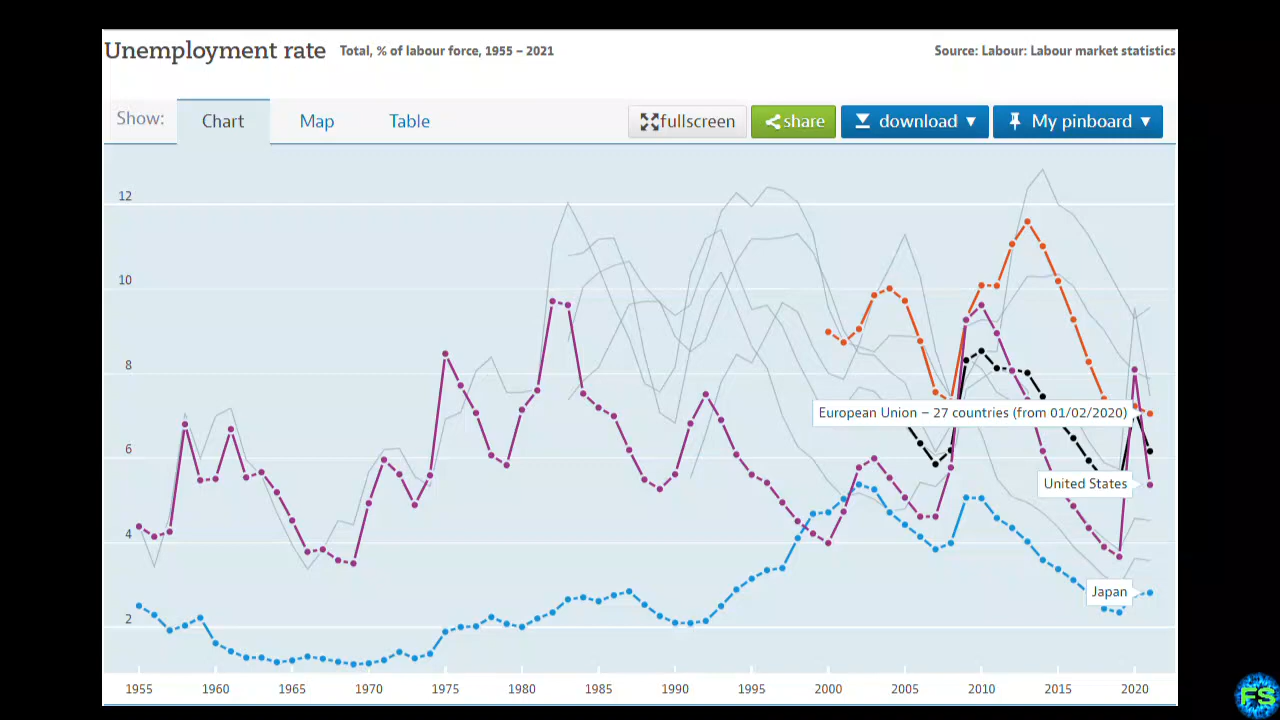 Unemployment rate Total, % of labour force, 1955 – 2021 Source: Labour: Labour market statistics
Show: Chart Map Table fullscreen share download ▼ My pinboard ▼
12
10
8
European Union – 27 countries (from 01/02/2020)
6
United States
4
Japan
2
1955 1960 1965 1970 1975 1980 1985 1990 1995 2000 2005 2010 2015 2020
FS